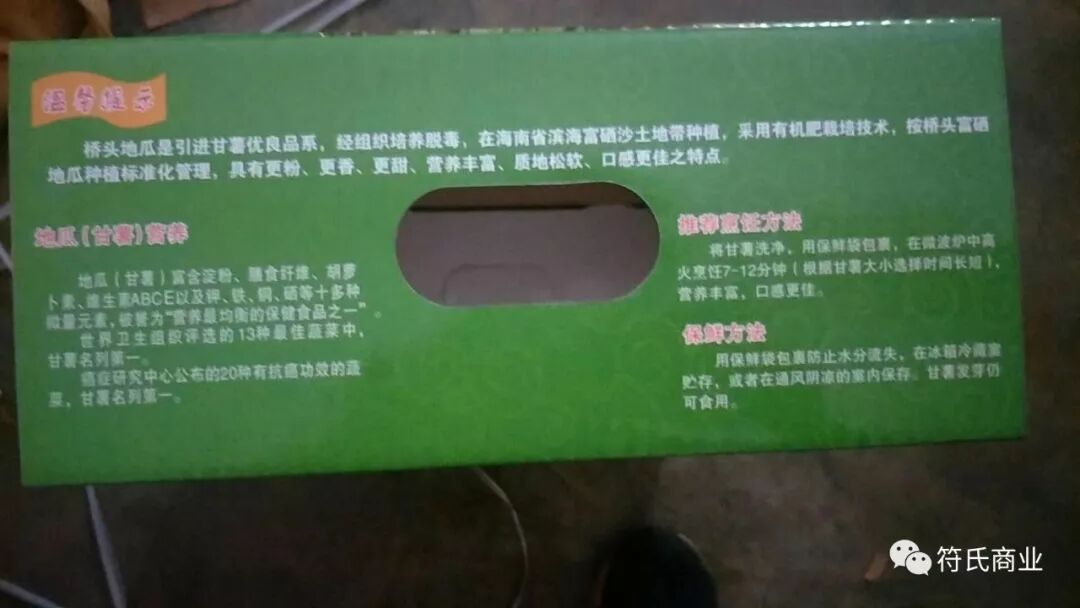 温馨提示
桥头地瓜是引进甘薯优良品系，经组织培养脱毒，在海南省滨海富硒沙土地带种植，采用有机肥栽培技术，按桥头富硒
地瓜种植标准化管理，具有更粉、更香、更甜、营养丰富、质地松软、口感更佳之特点。
地瓜(甘薯)营养
地瓜（甘薯）富含淀粉、膳食纤维、胡萝
卜素、维生素ABCE以及钾、铁、铜、硒等十多种
微量元素，被誉为“营养最均衡的保健食品之一”。
世界卫生组织评选的13种最佳蔬菜中，
甘薯名列第一。
癌症研究中心公布的20种有抗癌功效的蔬
菜，甘薯名列第一。
推荐烹饪方法
将甘薯洗净，用保鲜袋包裹，在微波炉中高
火烹饪7-12分钟（根据甘薯大小选择时间长短），
营养丰富，口感更佳。
保鲜方法
用保鲜袋包裹防止水分流失，在冰箱冷藏室
贮存，或者在通风阴凉的室内保存。甘薯发芽仍
可食用。
符氏商业